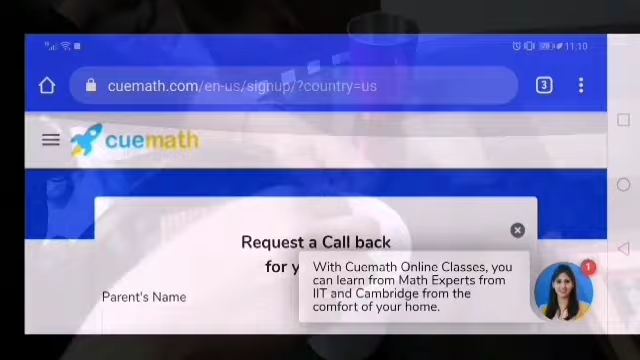 11:10
cuemath.com/en-us/signup/?country=us
3
cuemath
Request a Call back
for y
1
With Cuemath Online Classes, you
can learn from Math Experts from
IIT and Cambridge from the
comfort of your home.
Parent's Name